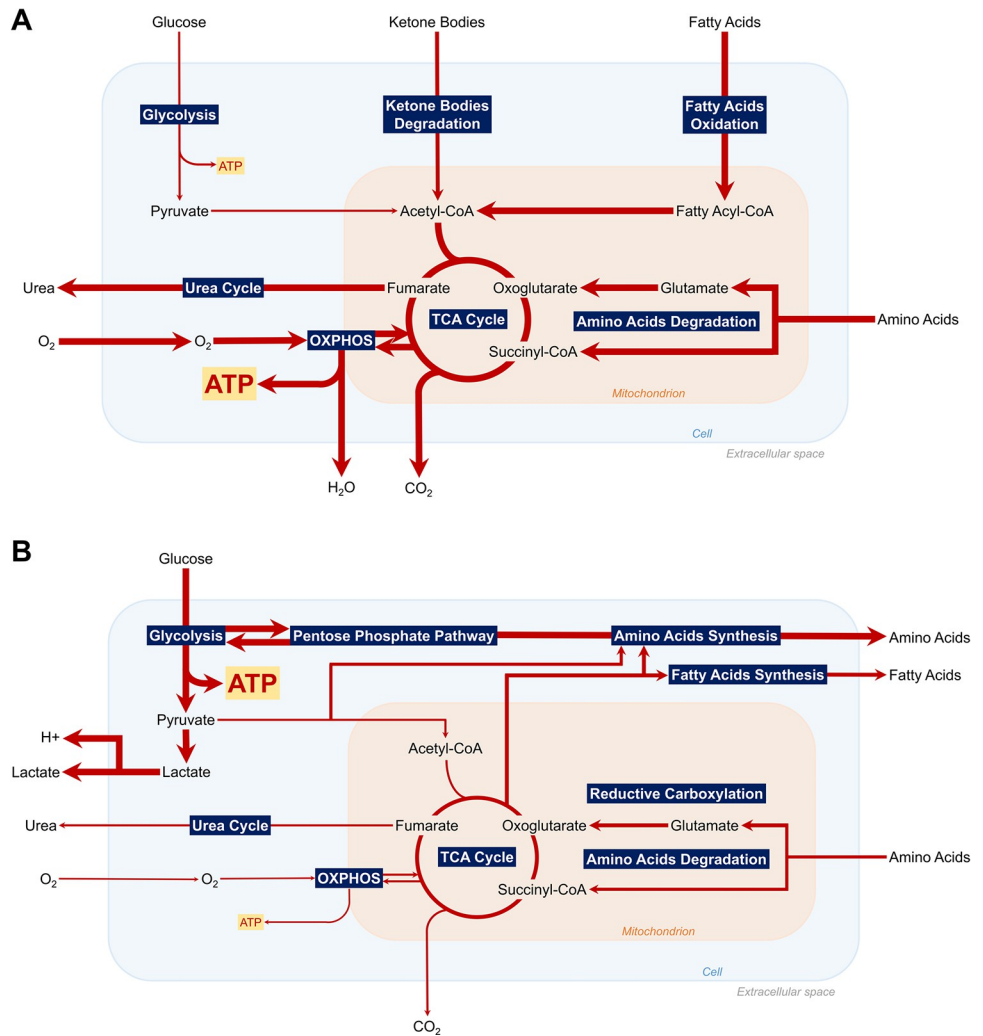 A
Glucose
Ketone Bodies
Fatty Acids
Glycolysis
Ketone Bodies
Degradation
Fatty Acids
Oxidation
ATP
Pyruvate
Acetyl-CoA
Fatty Acyl-CoA
Urea
Urea Cycle
Fumarate
Oxoglutarate
Glutamate
TCA Cycle
Amino Acids Degradation
Amino Acids
O₂
O₂
OXPHOS
Succinyl-CoA
ATP
Mitochondrion
Cell
Extracellular space
H₂O
CO₂
B
Glucose
Glycolysis
Pentose Phosphate Pathway
Amino Acids Synthesis
Amino Acids
ATP
Fatty Acids Synthesis
Fatty Acids
Pyruvate
H+
Acetyl-CoA
Lactate
Lactate
Reductive Carboxylation
Urea
Urea Cycle
Fumarate
Oxoglutarate
Glutamate
TCA Cycle
Amino Acids Degradation
Amino Acids
O₂
O₂
OXPHOS
Succinyl-CoA
ATP
Mitochondrion
Cell
Extracellular space
CO₂